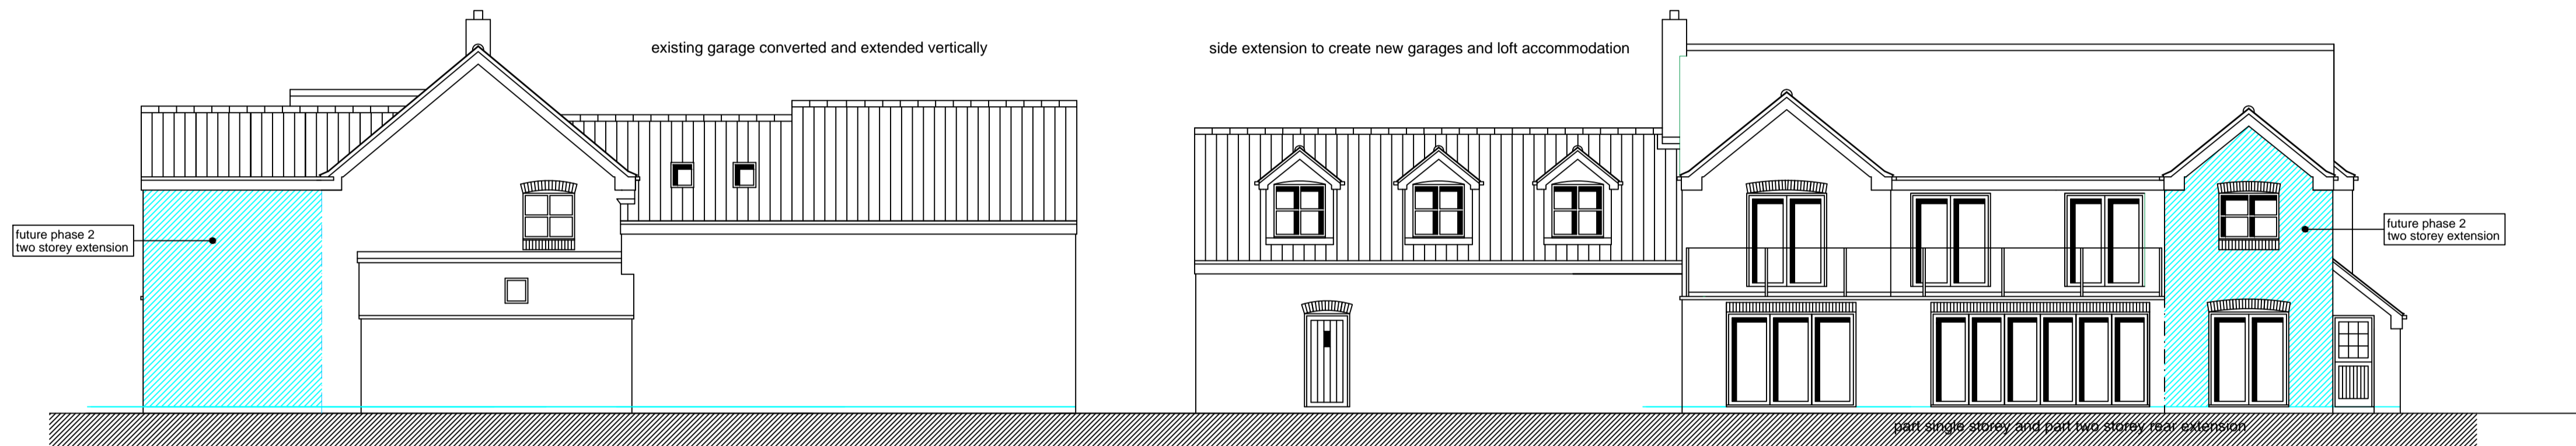 existing garage converted and extended vertically
side extension to create new garages and loft accommodation
future phase 2
two storey extension
future phase 2
two storey extension
part single storey and part two storey rear extension